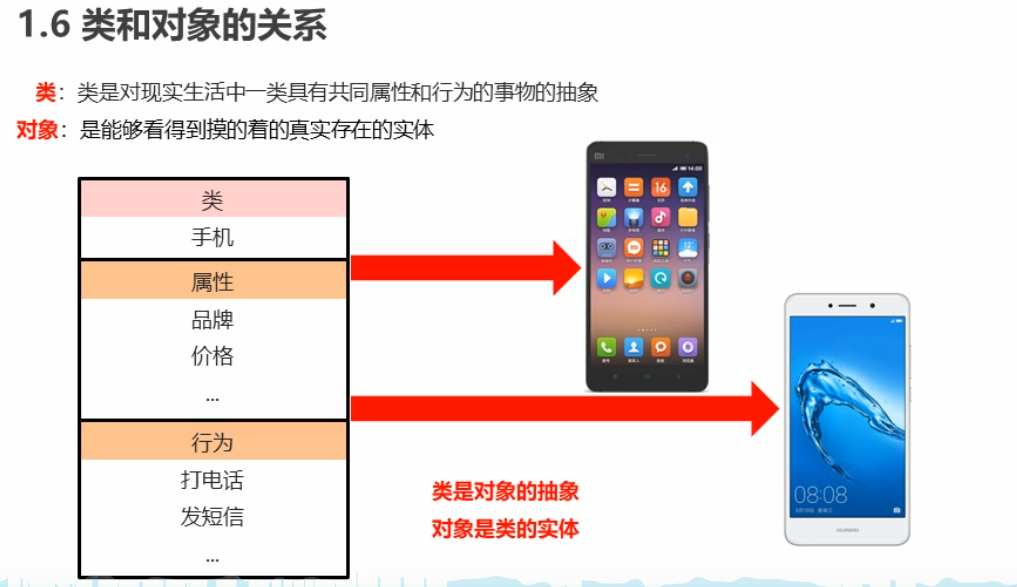 1.6 类和对象的关系
类：类是对现实生活中一类具有共同属性和行为的事物的抽象
对象：是能够看得到摸的着的真实存在的实体
类
手机
属性
品牌
价格
...
行为
打电话
发短信
...
类是对象的抽象
对象是类的实体
14:00
16
12°
08:08
HUAWEI